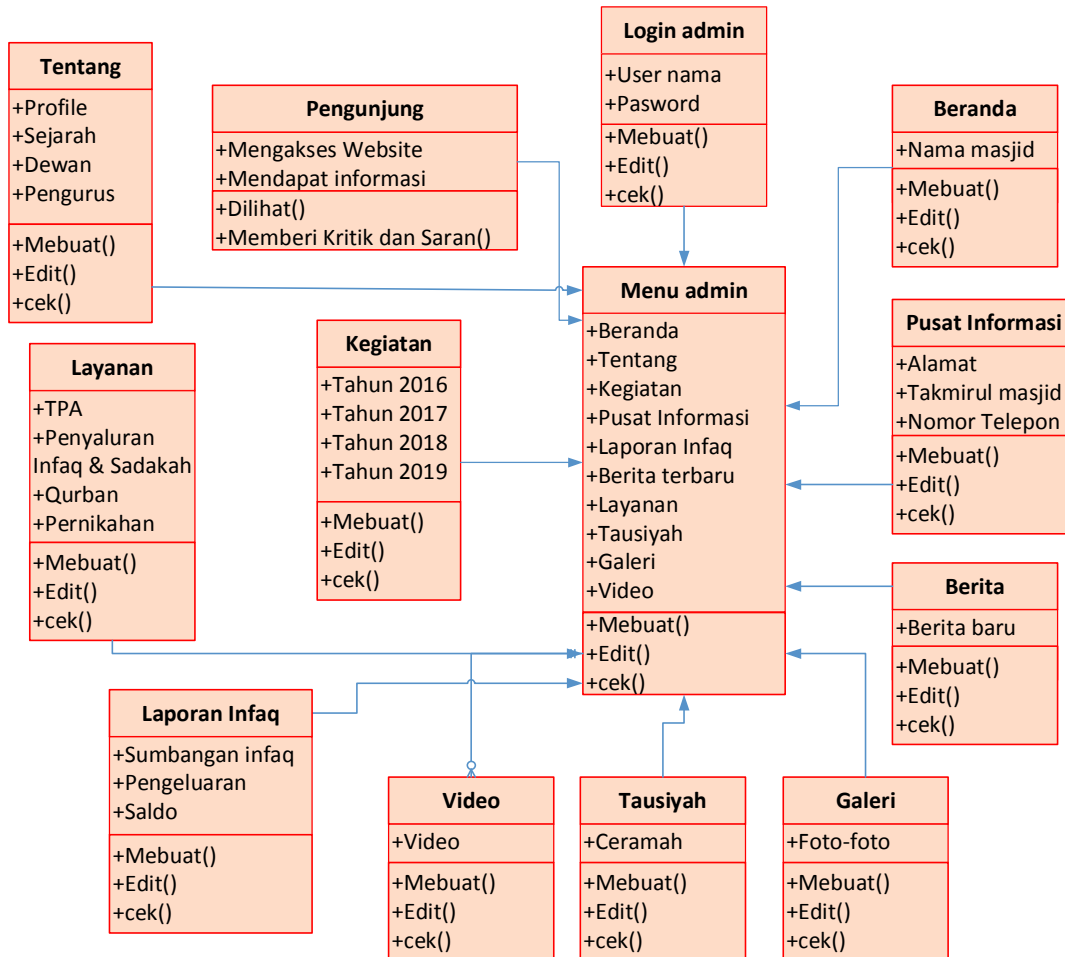 Tentang
+Profile
+Sejarah
+Dewan
+Pengurus
+Mebuat()
+Edit()
+cek()
Pengunjung
+Mengakses Website
+Mendapat informasi
+Dilihat()
+Memberi Kritik dan Saran()
Login admin
+User nama
+Pasword
+Mebuat()
+Edit()
+cek()
Beranda
+Nama masjid
+Mebuat()
+Edit()
+cek()
Layanan
+TPA
+Penyaluran
Infaq & Sadakah
+Qurban
+Pernikahan
+Mebuat()
+Edit()
+cek()
Kegiatan
+Tahun 2016
+Tahun 2017
+Tahun 2018
+Tahun 2019
+Mebuat()
+Edit()
+cek()
Menu admin
+Beranda
+Tentang
+Kegiatan
+Pusat Informasi
+Laporan Infaq
+Berita terbaru
+Layanan
+Tausiyah
+Galeri
+Video
+Mebuat()
+Edit()
+cek()
Pusat Informasi
+Alamat
+Takmirul masjid
+Nomor Telepon
+Mebuat()
+Edit()
+cek()
Berita
+Berita baru
+Mebuat()
+Edit()
+cek()
Laporan Infaq
+Sumbangan infaq
+Pengeluaran
+Saldo
+Mebuat()
+Edit()
+cek()
Video
+Video
+Mebuat()
+Edit()
+cek()
Tausiyah
+Ceramah
+Mebuat()
+Edit()
+cek()
Galeri
+Foto-foto
+Mebuat()
+Edit()
+cek()